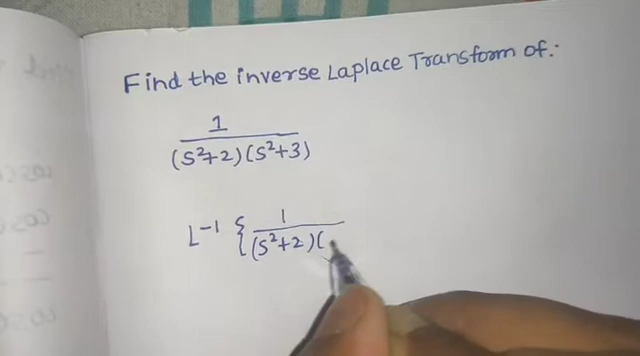 Find the inverse Laplace Transform of:-
1
(S²+2)(S²+3)
L⁻¹ { 1
(S²+2)(